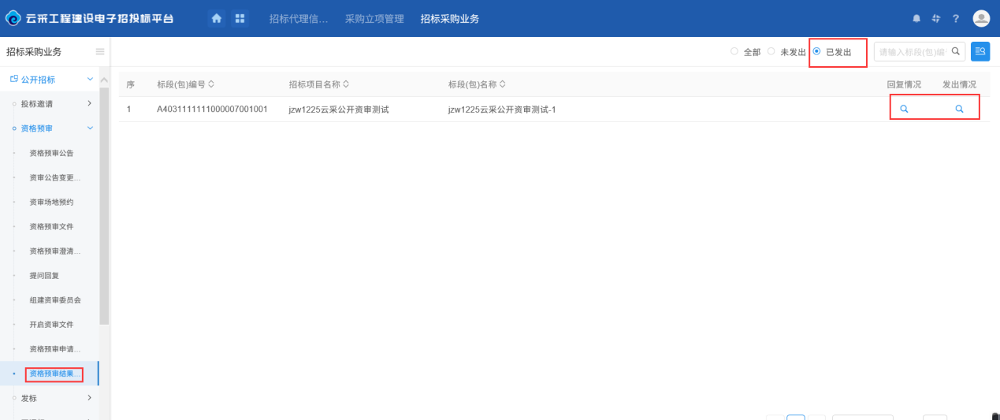 云采工程建设电子招投标平台
招标代理信... 采购立项管理 招标采购业务
?
招标采购业务
全部 未发出 已发出 请输入标段(包)编
公开招标
序 标段(包)编号 招标项目名称 标段(包)名称 回复情况 发出情况
投标邀请
1 A4031111111000007001001 jzw1225云采公开资审测试 jzw1225云采公开资审测试-1
资格预审
资格预审公告
资审公告变更...
资审场地预约
资格预审文件
资格预审澄清...
提问回复
组建资审委员会
开启资审文件
资格预审申请...
资格预审结果...
发标